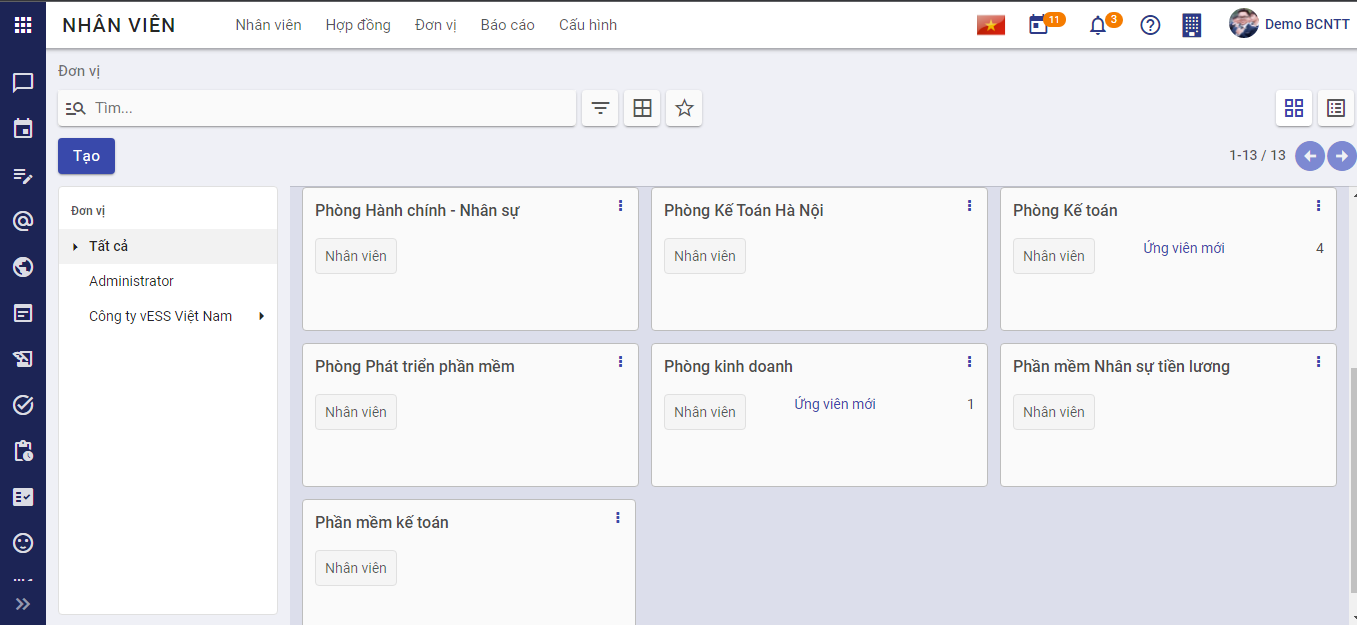 NHÂN VIÊN Nhân viên Hợp đồng Đơn vị Báo cáo Cấu hình 11 3 Demo BCNTT
Đơn vị
Tìm...
Tạo 1-13 / 13
Đơn vị
Tất cả
Administrator
Công ty vESS Việt Nam
Phòng Hành chính - Nhân sự
Nhân viên
Phòng Kế Toán Hà Nội
Nhân viên
Phòng Kế toán
Nhân viên Ứng viên mới 4
Phòng Phát triển phần mềm
Nhân viên
Phòng kinh doanh
Nhân viên Ứng viên mới 1
Phần mềm Nhân sự tiền lương
Nhân viên
Phần mềm kế toán
Nhân viên